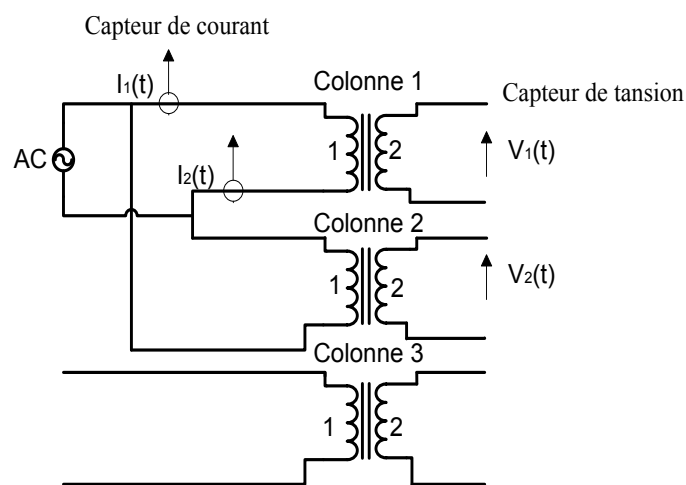 Capteur de courant
I1(t)
Colonne 1
Capteur de tansion
AC
1
2
V1(t)
I2(t)
Colonne 2
1
2
V2(t)
Colonne 3
1
2